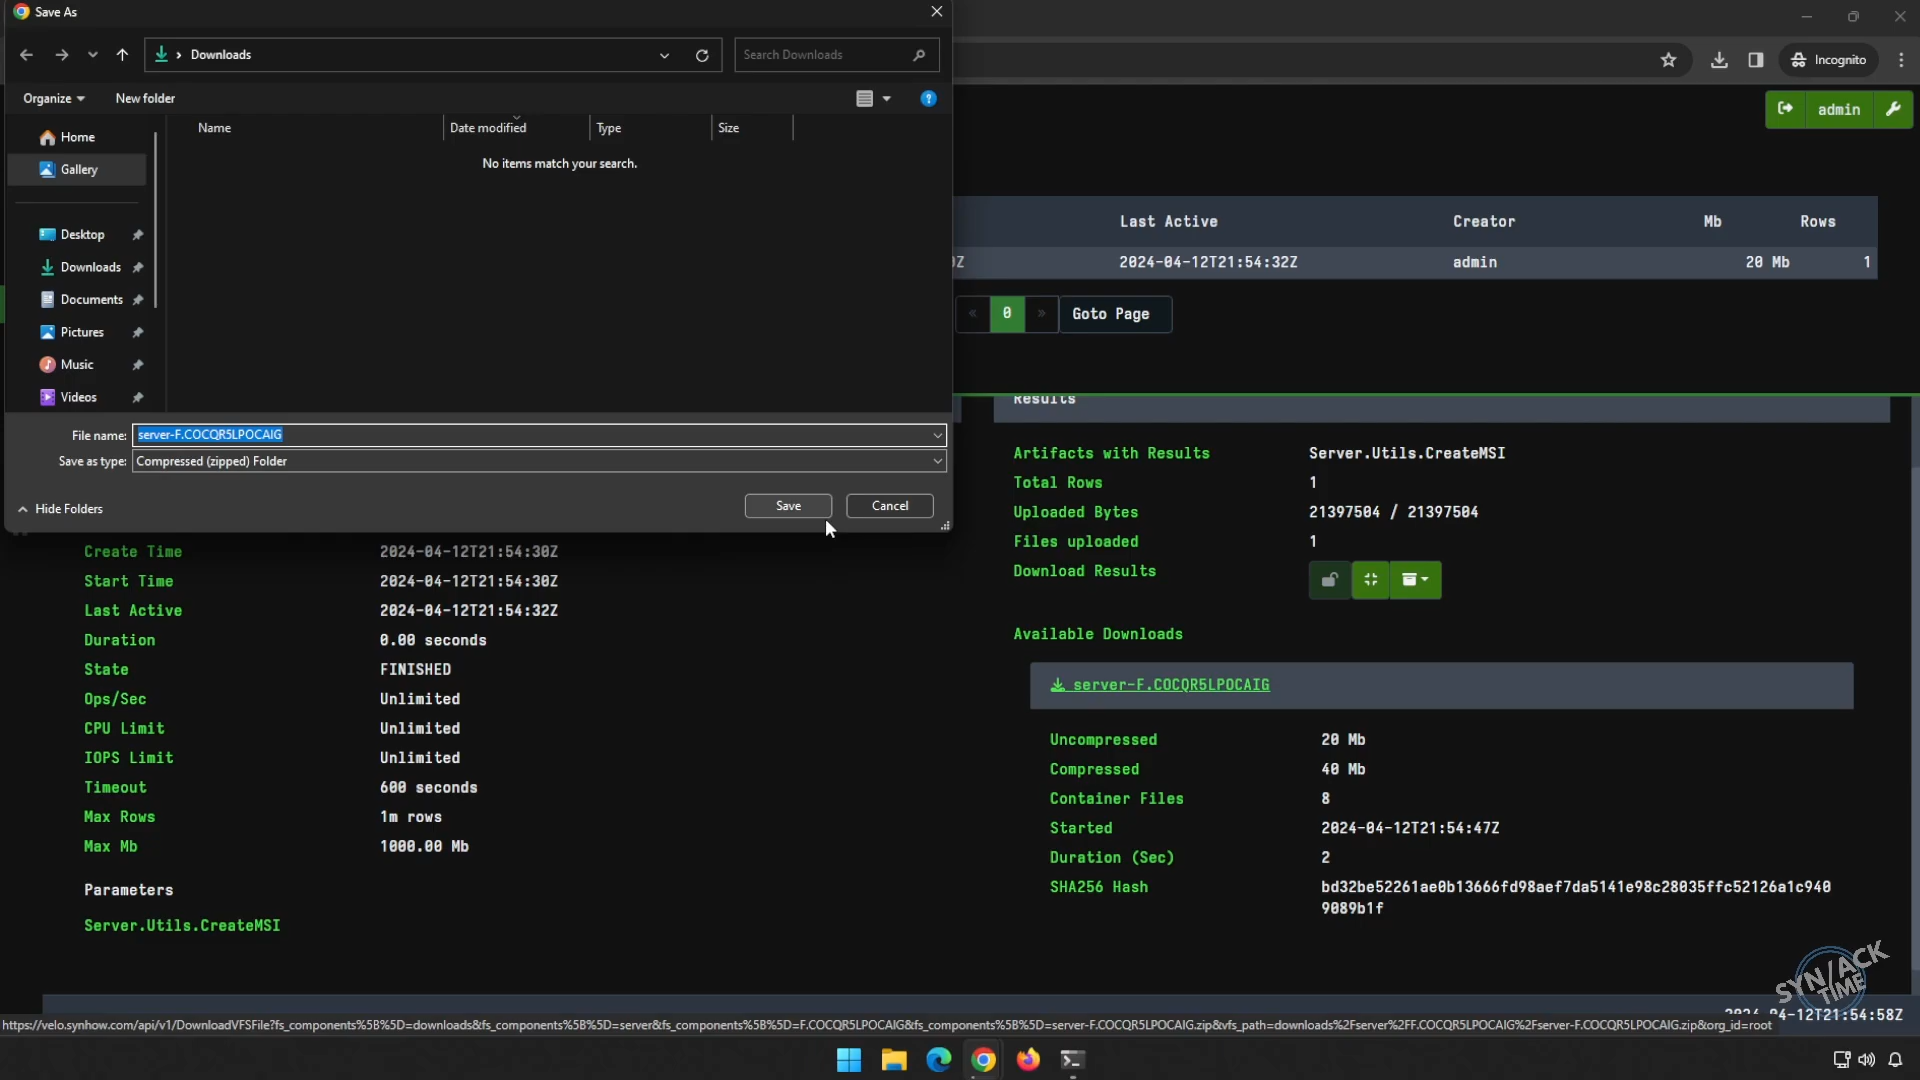 Save As
Downloads
Search Downloads
Incognito
Organize
New folder
admin
Home
Gallery
Desktop
Downloads
Documents
Pictures
Music
Videos
Name
Date modified
Type
Size
No items match your search.
Last Active
Creator
Mb
Rows
0Z
2024-04-12T21:54:32Z
admin
20 Mb
1
« 0 » Goto Page
File name: server-F.COCQR5LPOCAIG
Save as type: Compressed (zipped) Folder
Hide Folders
Save
Cancel
Create Time 2024-04-12T21:54:30Z
Start Time 2024-04-12T21:54:30Z
Last Active 2024-04-12T21:54:32Z
Duration 0.00 seconds
State FINISHED
Ops/Sec Unlimited
CPU Limit Unlimited
IOPS Limit Unlimited
Timeout 600 seconds
Max Rows 1m rows
Max Mb 1000.00 Mb
Parameters
Server.Utils.CreateMSI
Results
Artifacts with Results Server.Utils.CreateMSI
Total Rows 1
Uploaded Bytes 21397504 / 21397504
Files uploaded 1
Download Results
Available Downloads
server-F.COCQR5LPOCAIG
Uncompressed 20 Mb
Compressed 40 Mb
Container Files 8
Started 2024-04-12T21:54:47Z
Duration (Sec) 2
SHA256 Hash bd32be52261ae0b13666fd98aef7da5141e98c28035ffc52126a1c940
9089b1f
SYN/ACK
TIME
2024-04-12T21:54:58Z
https://velo.synhow.com/api/v1/DownloadVFSFile?fs_components%5B%5D=downloads&fs_components%5B%5D=server&fs_components%5B%5D=F.COCQR5LPOCAIG&fs_components%5B%5D=server-F.COCQR5LPOCAIG.zip&vfs_path=downloads%2Fserver%2FF.COCQR5LPOCAIG%2Fserver-F.COCQR5LPOCAIG.zip&org_id=root